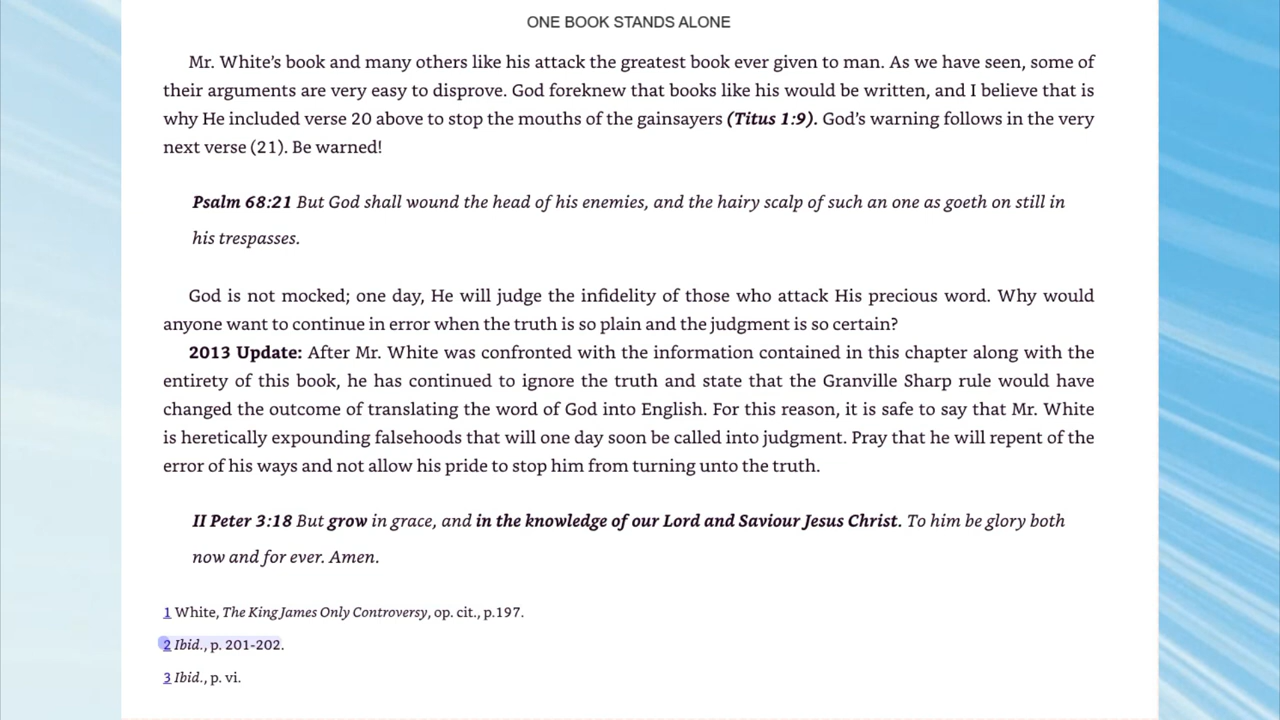 ONE BOOK STANDS ALONE
Mr. White’s book and many others like his attack the greatest book ever given to man. As we have seen, some of
their arguments are very easy to disprove. God foreknew that books like his would be written, and I believe that is
why He included verse 20 above to stop the mouths of the gainsayers (Titus 1:9). God’s warning follows in the very
next verse (21). Be warned!
Psalm 68:21 But God shall wound the head of his enemies, and the hairy scalp of such an one as goeth on still in
his trespasses.
God is not mocked; one day, He will judge the infidelity of those who attack His precious word. Why would
anyone want to continue in error when the truth is so plain and the judgment is so certain?
2013 Update: After Mr. White was confronted with the information contained in this chapter along with the
entirety of this book, he has continued to ignore the truth and state that the Granville Sharp rule would have
changed the outcome of translating the word of God into English. For this reason, it is safe to say that Mr. White
is heretically expounding falsehoods that will one day soon be called into judgment. Pray that he will repent of the
error of his ways and not allow his pride to stop him from turning unto the truth.
II Peter 3:18 But grow in grace, and in the knowledge of our Lord and Saviour Jesus Christ. To him be glory both
now and for ever. Amen.
1 White, The King James Only Controversy, op. cit., p.197.
2 Ibid., p. 201-202.
3 Ibid., p. vi.